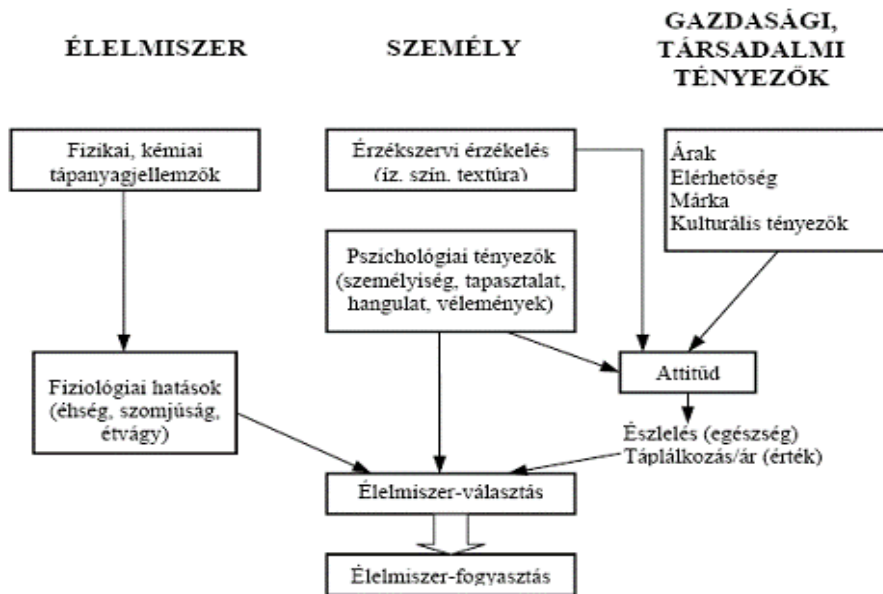 ÉLELMISZER
SZEMÉLY
GAZDASÁGI,
TÁRSADALMI
TÉNYEZŐK
Fizikai, kémiai
tápanyagjellemzők
Érzékszervi érzékelés
(íz, szín, textúra)
Árak
Elérhetőség
Márka
Kulturális tényezők
Pszichológiai tényezők
(személyiség, tapasztalat,
hangulat, vélemények)
Fiziológiai hatások
(éhség, szomjúság,
étvágy)
Attitűd
Észlelés (egészség)
Táplálkozás/ár (érték)
Élelmiszer-választás
Élelmiszer-fogyasztás